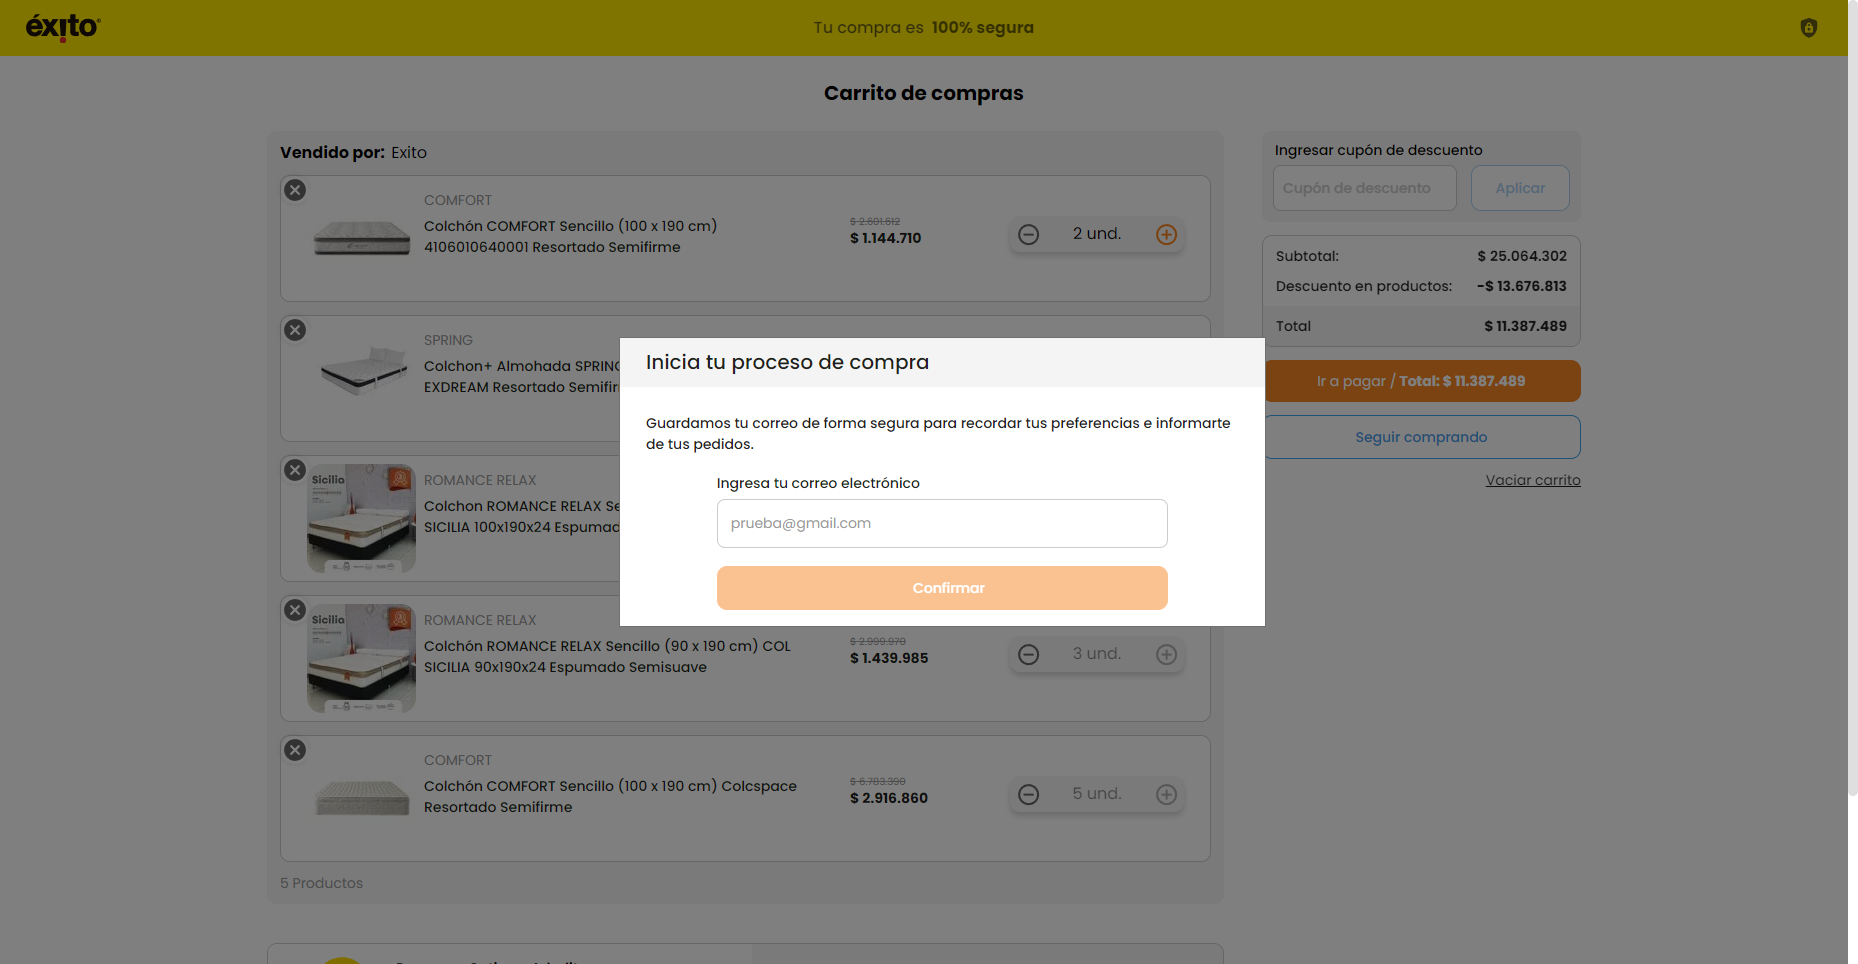 éxito
Tu compra es 100% segura
Carrito de compras
Vendido por: Exito
COMFORT
Colchón COMFORT Sencillo (100 x 190 cm)
4106010640001 Resortado Semifirme
$ 2.601.612
$ 1.144.710
2 und.
SPRING
Colchon+ Almohada SPRING
EXDREAM Resortado Semifi
Sicilia
ROMANCE RELAX
Colchon ROMANCE RELAX Se
SICILIA 100x190x24 Espumad
Sicilia
ROMANCE RELAX
Colchón ROMANCE RELAX Sencillo (90 x 190 cm) COL
SICILIA 90x190x24 Espumado Semisuave
$ 2.999.970
$ 1.439.985
3 und.
COMFORT
Colchón COMFORT Sencillo (100 x 190 cm) Colcspace
Resortado Semifirme
$ 6.783.390
$ 2.916.860
5 und.
5 Productos
Ingresar cupón de descuento
Cupón de descuento
Aplicar
Subtotal: $ 25.064.302
Descuento en productos: -$ 13.676.813
Total $ 11.387.489
Ir a pagar / Total: $ 11.387.489
Seguir comprando
Vaciar carrito
Inicia tu proceso de compra
Guardamos tu correo de forma segura para recordar tus preferencias e informarte
de tus pedidos.
Ingresa tu correo electrónico
prueba@gmail.com
Confirmar